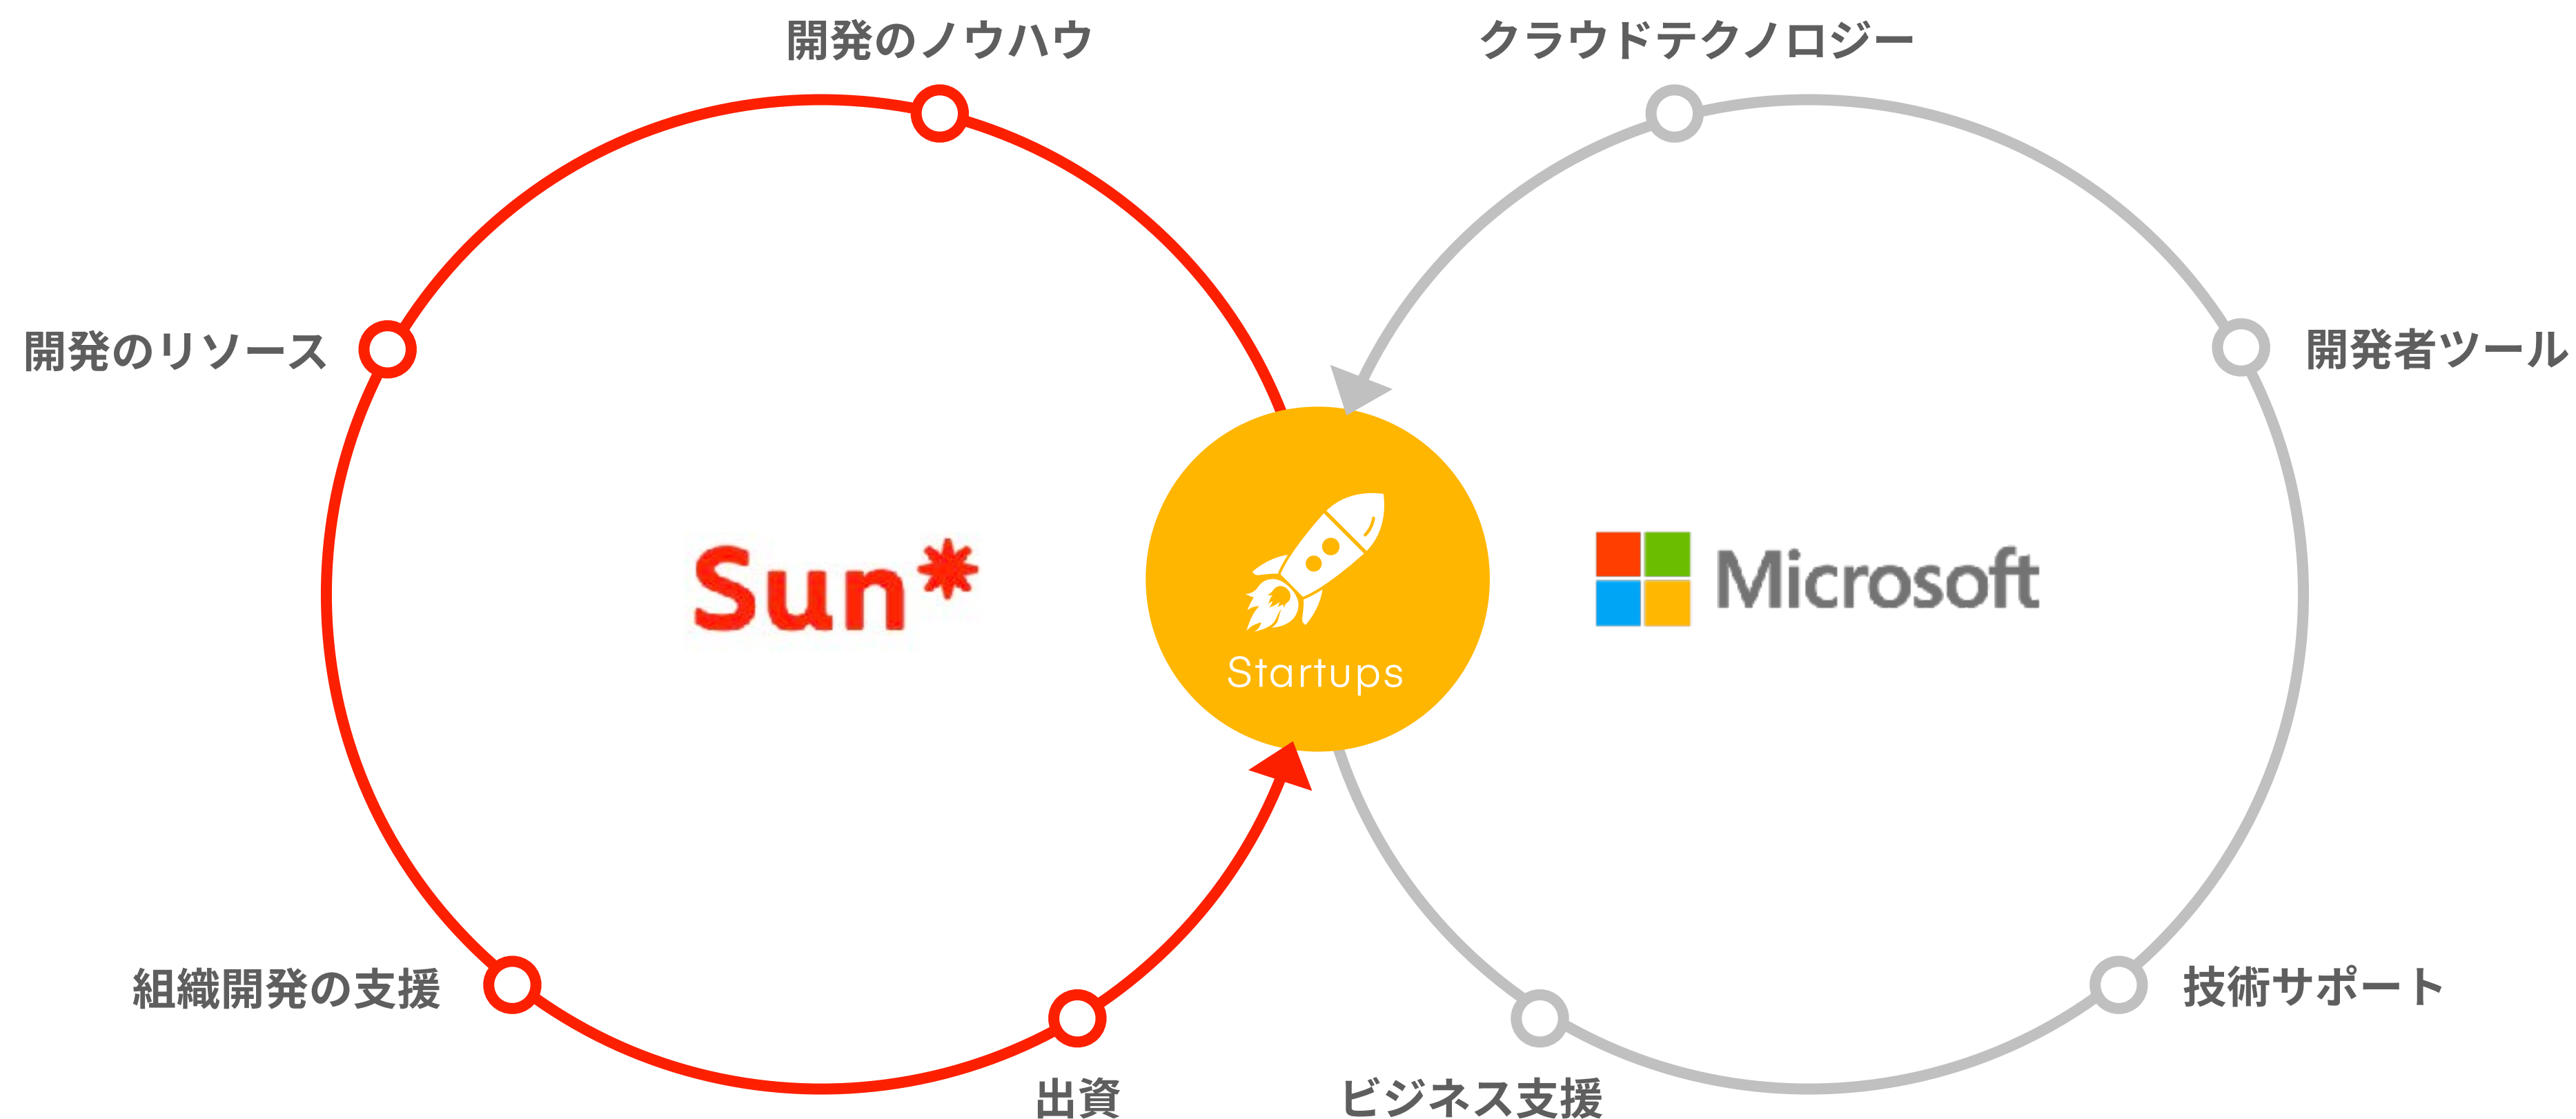 開発のノウハウ
クラウドテクノロジー
開発のリソース
開発者ツール
Sun*
Startups
Microsoft
組織開発の支援
技術サポート
出資
ビジネス支援